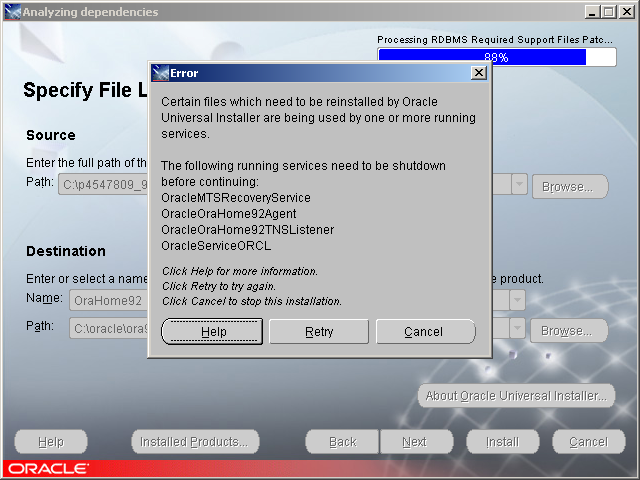 Analyzing dependencies
Processing RDBMS Required Support Files Patc...
88%
Specify File L
Source
Enter the full path of th
Path: C:\p4547809_9
Browse...
Destination
Enter or select a name
e product.
Name: OraHome92
Path: C:\oracle\ora9
Browse...
About Oracle Universal Installer...
Help
Installed Products...
Back
Next
Install
Cancel
ORACLE
Error
Certain files which need to be reinstalled by Oracle
Universal Installer are being used by one or more running
services.
The following running services need to be shutdown
before continuing:
OracleMTSRecoveryService
OracleOraHome92Agent
OracleOraHome92TNSListener
OracleServiceORCL
Click Help for more information.
Click Retry to try again.
Click Cancel to stop this installation.
Help
Retry
Cancel